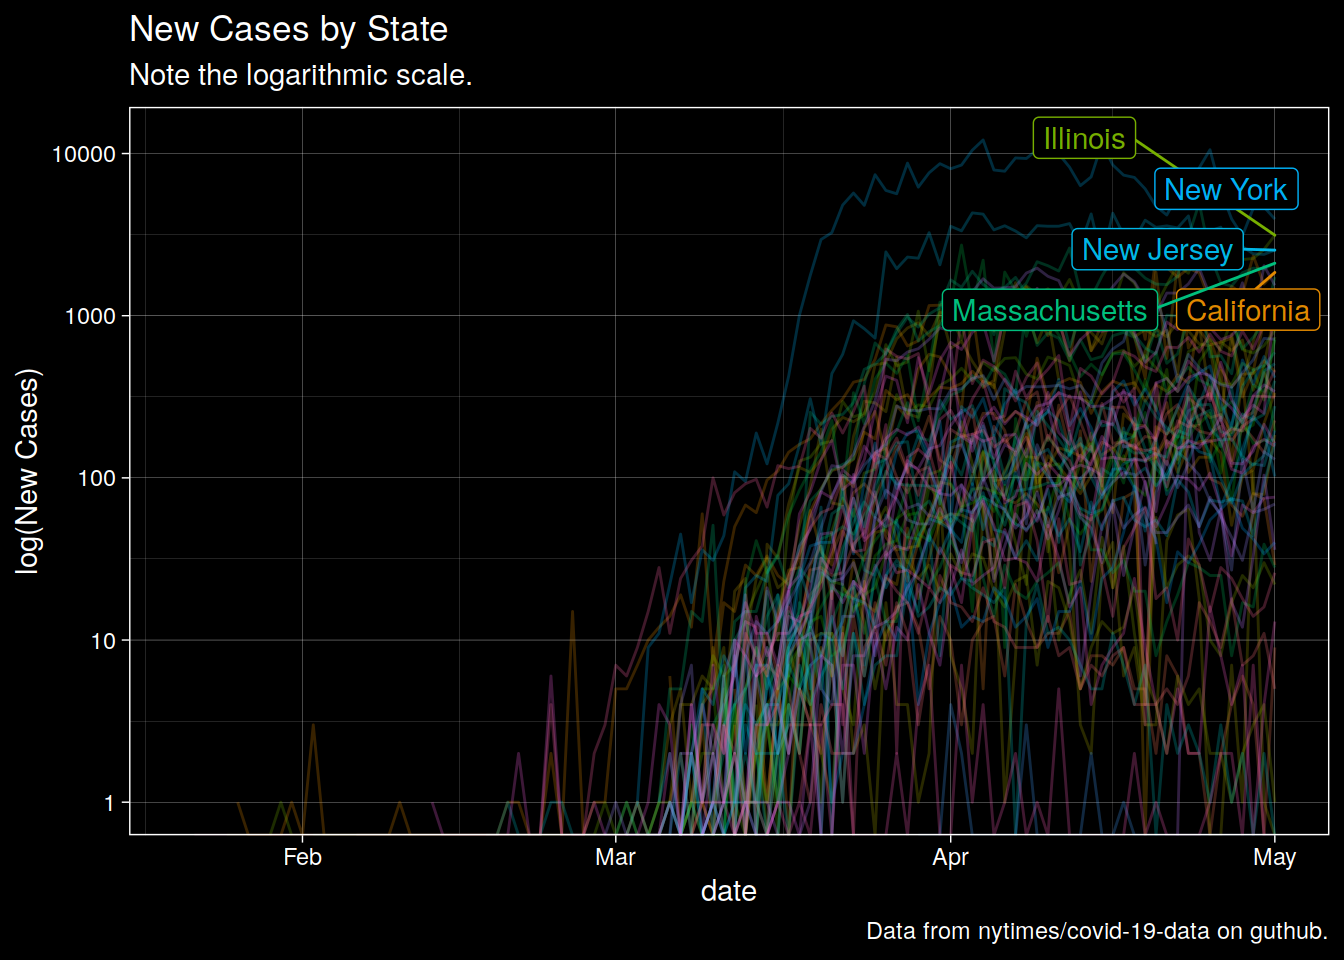 New Cases by State
Note the logarithmic scale.
Illinois
10000
New York
New Jersey
Massachusetts
California
1000
log(New Cases)
100
10
1
Feb
Mar
Apr
May
date
Data from nytimes/covid-19-data on guthub.